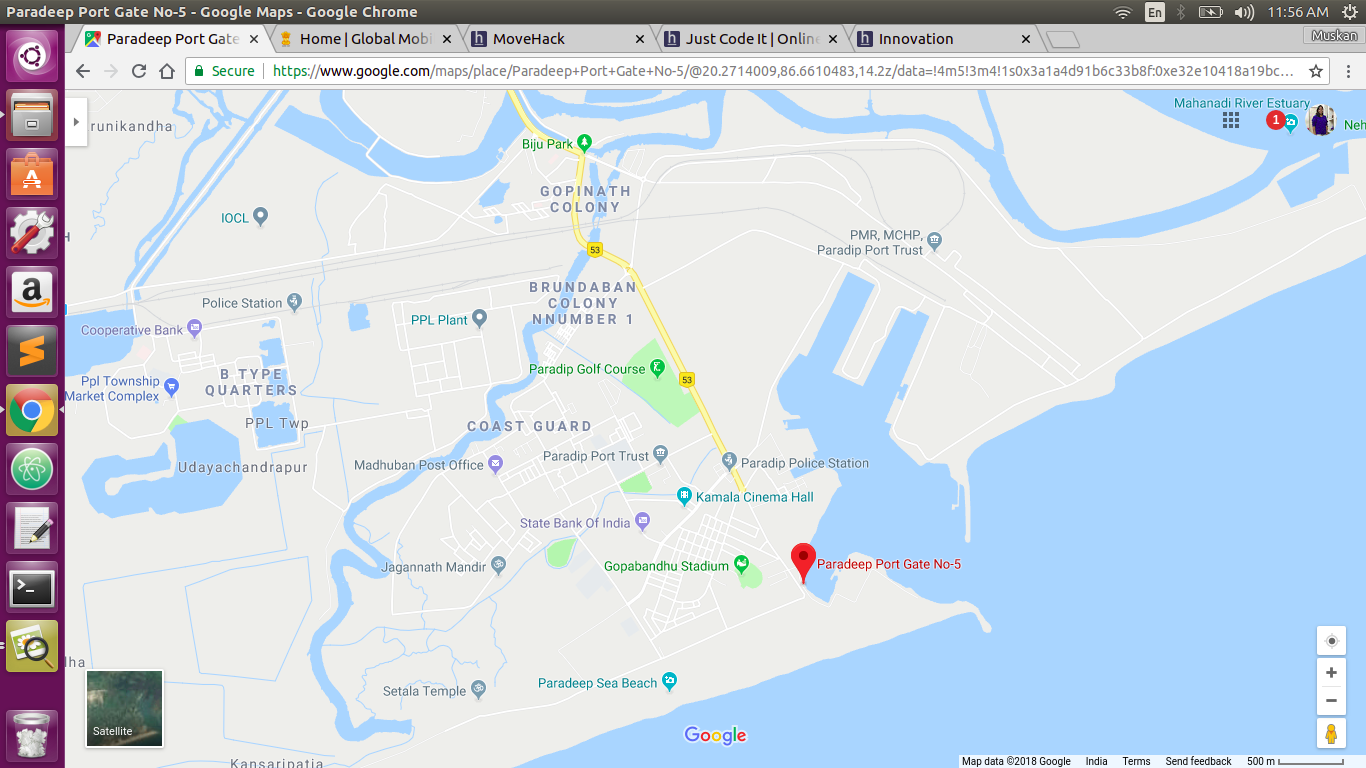 Paradeep Port Gate No-5 - Google Maps - Google Chrome
En
11:56 AM
Paradeep Port Gate
Home | Global Mobi
MoveHack
Just Code It | Online
Innovation
Muskan
Secure
https://www.google.com/maps/place/Paradeep+Port+Gate+No-5/@20.2714009,86.6610483,14.2z/data=!4m5!3m4!1s0x3a1a4d91b6c33b8f:0xe32e10418a19bc...
Mahanadi River Estuary
1
Neh
runikandha
Biju Park
GOPINATH
COLONY
IOCL
H
53
PMR, MCHP,
Paradip Port Trust
BRUNDABAN
COLONY
NNUMBER 1
Police Station
PPL Plant
Cooperative Bank
Paradip Golf Course
53
B TYPE
QUARTERS
Ppl Township
Market Complex
PPL Twp
COAST GUARD
Udayachandrapur
Madhuban Post Office
Paradip Port Trust
Paradip Police Station
Kamala Cinema Hall
State Bank Of India
Jagannath Mandir
Gopabandhu Stadium
Paradeep Port Gate No-5
dha
Setala Temple
Paradeep Sea Beach
Satellite
Google
Kansaripatia
Map data ©2018 Google
India
Terms
Send feedback
500 m